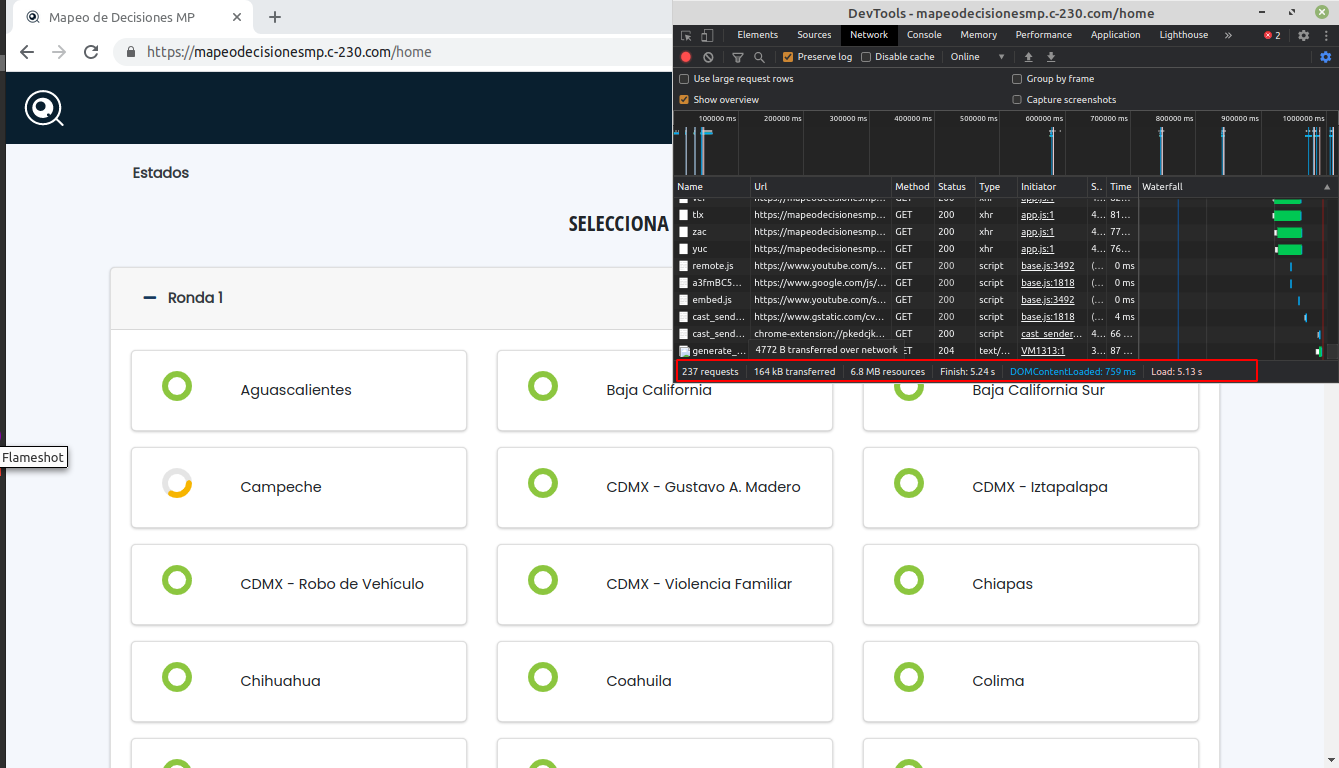 Mapeo de Decisiones MP
https://mapeodecisionesmp.c-230.com/home
Estados
SELECCIONA
Ronda 1
Aguascalientes
Baja California
Baja California Sur
Campeche
CDMX - Gustavo A. Madero
CDMX - Iztapalapa
CDMX - Robo de Vehículo
CDMX - Violencia Familiar
Chiapas
Chihuahua
Coahuila
Colima
Flameshot
DevTools - mapeodecisionesmp.c-230.com/home
Elements Sources Network Console Memory Performance Application Lighthouse » 2
Preserve log Disable cache Online
Use large request rows Group by frame
Show overview Capture screenshots
100000 ms 200000 ms 300000 ms 400000 ms 500000 ms 600000 ms 700000 ms 800000 ms 900000 ms 1000000 ms
Name Url Method Status Type Initiator S.. Time Waterfall
tlx https://mapeodecisionesmp... GET 200 xhr app.js:1 4... 81...
zac https://mapeodecisionesmp... GET 200 xhr app.js:1 4... 77...
yuc https://mapeodecisionesmp... GET 200 xhr app.js:1 4... 76...
remote.js https://www.youtube.com/s... GET 200 script base.js:3492 (... 0 ms
a3fmBC5... https://www.google.com/js/... GET 200 script base.js:1818 (... 0 ms
embed.js https://www.youtube.com/s... GET 200 script base.js:3492 (... 0 ms
cast_send... https://www.gstatic.com/cv... GET 200 script base.js:1818 (... 4 ms
cast_send... chrome-extension://pkedcjk... GET 200 script cast_sender... 4... 66 ...
generate_... 4772 B transferred over network ET 204 text/... VM1313:1 3... 87 ...
237 requests 164 kB transferred 6.8 MB resources Finish: 5.24 s DOMContentLoaded: 759 ms Load: 5.13 s